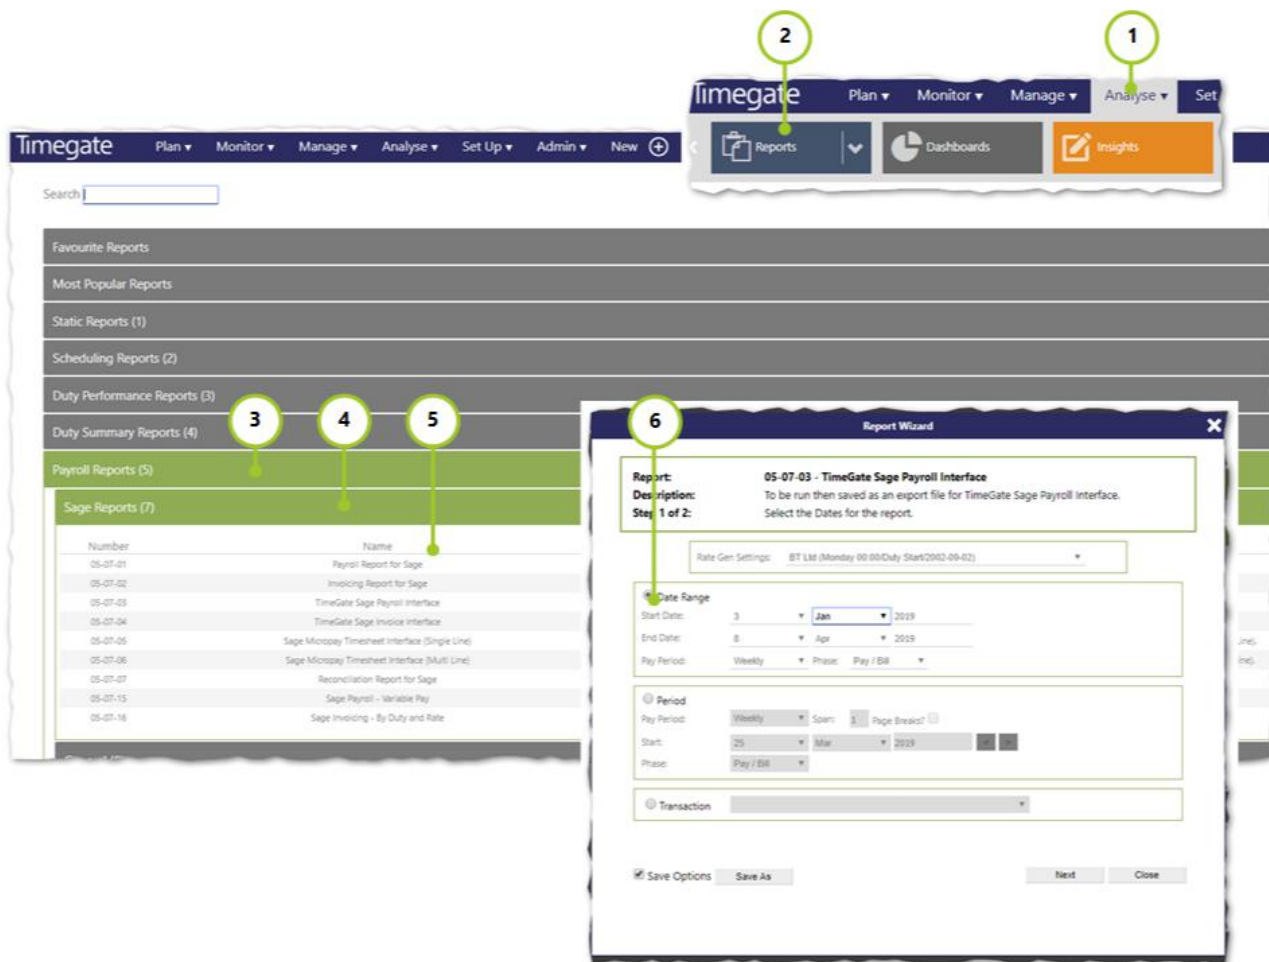 2
1
Timegate Plan ▾ Monitor ▾ Manage ▾ Analyse ▾ Set
Reports Dashboards Insights
Timegate Plan ▾ Monitor ▾ Manage ▾ Analyse ▾ Set Up ▾ Admin ▾ New
Search
Favourite Reports
Most Popular Reports
Static Reports (1)
Scheduling Reports (2)
Duty Performance Reports (3)
Duty Summary Reports (4)
3
4
5
Payroll Reports (5)
Sage Reports (7)
Number Name
05-07-01 Payroll Report for Sage
05-07-02 Invoicing Report for Sage
05-07-03 TimeGate Sage Payroll Interface
05-07-04 TimeGate Sage Invoice Interface
05-07-05 Sage Micropay Timesheet Interface (Single Line)
05-07-06 Sage Micropay Timesheet Interface (Multi Line)
05-07-07 Reconciliation Report for Sage
05-07-15 Sage Payroll - Variable Pay
05-07-16 Sage Invoicing - By Duty and Rate
6
Report Wizard
Report: 05-07-03 - TimeGate Sage Payroll Interface
Description: To be run then saved as an export file for TimeGate Sage Payroll Interface.
Step 1 of 2: Select the Dates for the report.
Rate Gen Settings: BT Ltd (Monday 00:00/Duty Start/2002-09-02)
Date Range
Start Date: 3 Jan 2019
End Date: 8 Apr 2019
Pay Period: Weekly Phase: Pay / Bill
Period
Pay Period: Weekly Span: 1 Page Breaks?
Start: 25 Mar 2019
Phase: Pay / Bill
Transaction
Save Options Save As Next Close